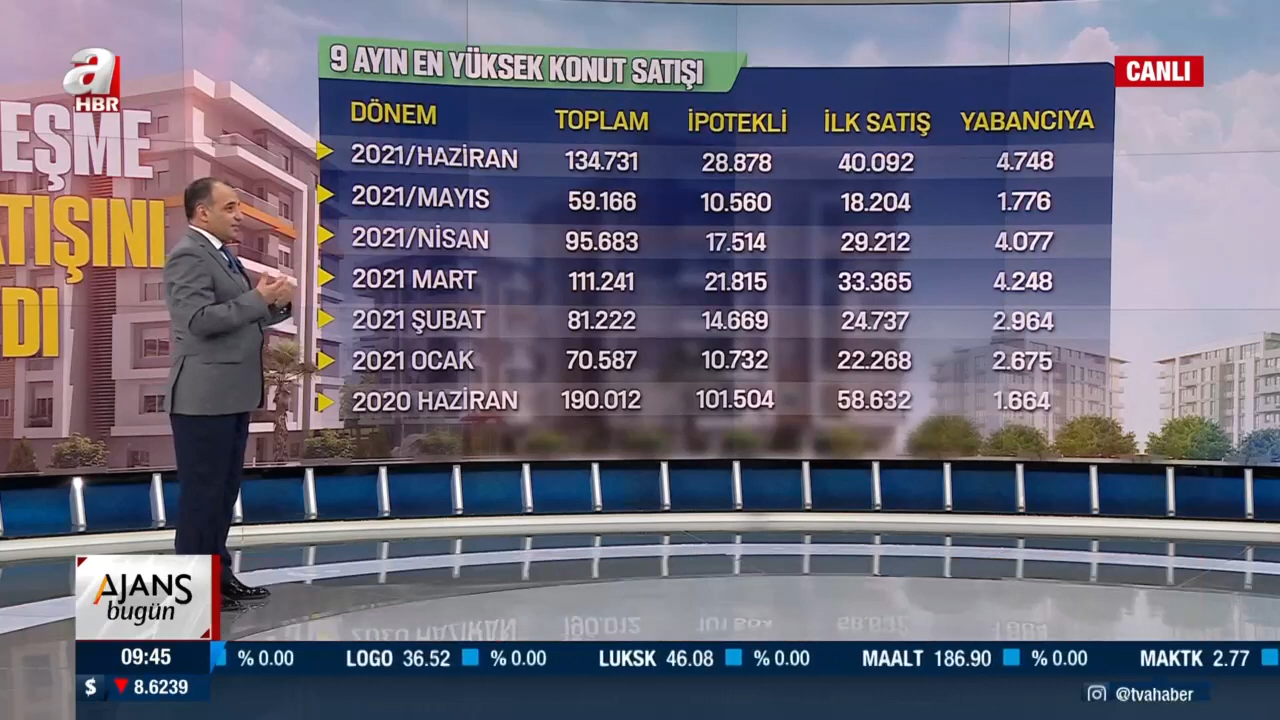 a
HBR
EŞME
ATIŞINI
DI
9 AYIN EN YÜKSEK KONUT SATIŞI
CANLI
DÖNEM TOPLAM İPOTEKLİ İLK SATIŞ YABANCIYA
2021/HAZİRAN 134.731 28.878 40.092 4.748
2021/MAYIS 59.166 10.560 18.204 1.776
2021/NİSAN 95.683 17.514 29.212 4.077
2021 MART 111.241 21.815 33.365 4.248
2021 ŞUBAT 81.222 14.669 24.737 2.964
2021 OCAK 70.587 10.732 22.268 2.675
2020 HAZİRAN 190.012 101.504 58.632 1.664
AJANS
bugün
09:45 % 0.00 LOGO 36.52 % 0.00 LUKSK 46.08 % 0.00 MAALT 186.90 % 0.00 MAKTK 2.77
$ 8.6239
@tvahaber